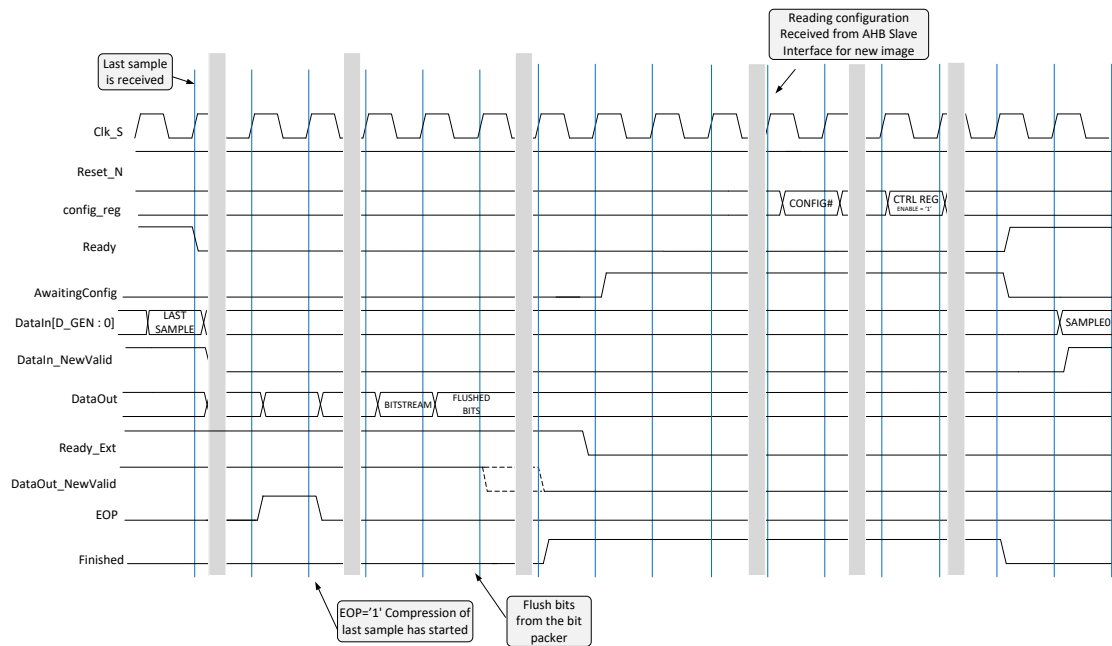 Reading configuration
Received from AHB Slave
Interface for new image
Last sample
is received
Clk_S
Reset_N
config_reg
CONFIG#
CTRL REG
ENABLE = '1'
Ready
AwaitingConfig
DataIn[D_GEN : 0]
LAST
SAMPLE
SAMPLE0
DataIn_NewValid
DataOut
BITSTREAM
FLUSHED
BITS
Ready_Ext
DataOut_NewValid
EOP
Finished
EOP='1' Compression of
last sample has started
Flush bits
from the bit
packer